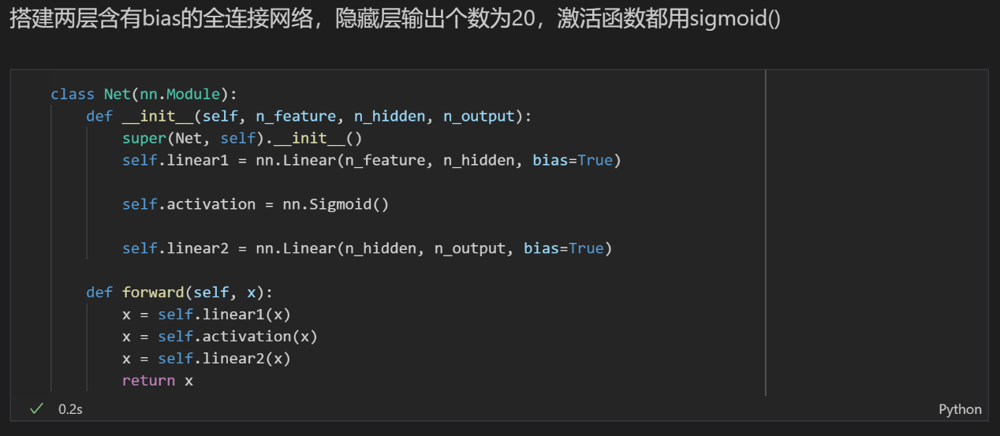 搭建两层含有bias的全连接网络，隐藏层输出个数为20，激活函数都用sigmoid()
class Net(nn.Module):
    def __init__(self, n_feature, n_hidden, n_output):
        super(Net, self).__init__()
        self.linear1 = nn.Linear(n_feature, n_hidden, bias=True)
        self.activation = nn.Sigmoid()
        self.linear2 = nn.Linear(n_hidden, n_output, bias=True)
    def forward(self, x):
        x = self.linear1(x)
        x = self.activation(x)
        x = self.linear2(x)
        return x
0.2s Python